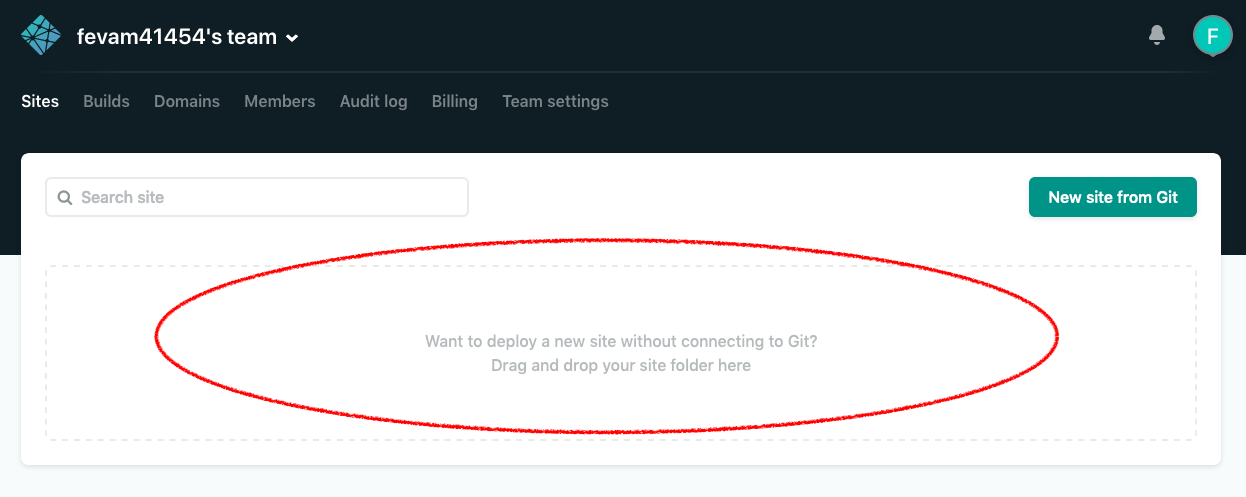 fevam41454's team
F
Sites Builds Domains Members Audit log Billing Team settings
Search site
New site from Git
Want to deploy a new site without connecting to Git?
Drag and drop your site folder here